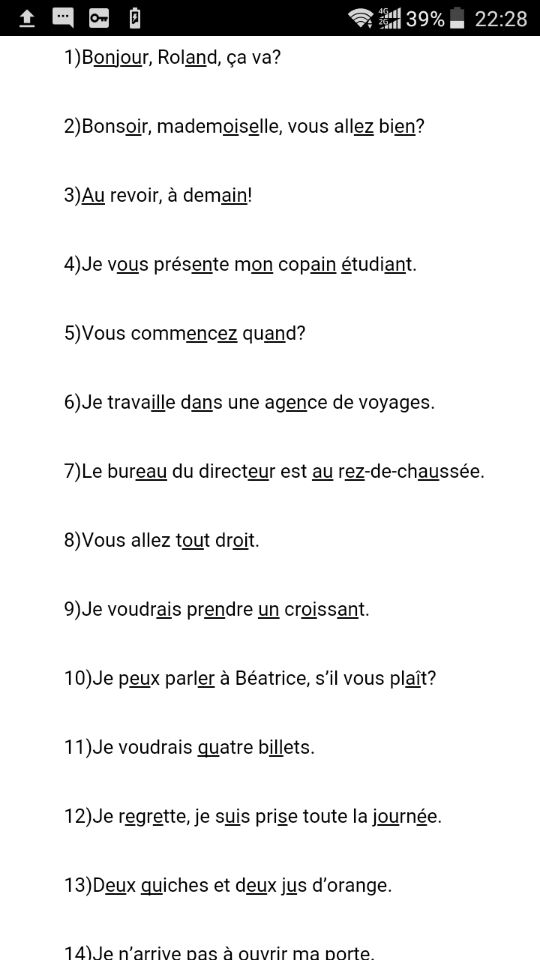 4G
2G
39%
22:28
1)Bonjour, Roland, ça va?
2)Bonsoir, mademoiselle, vous allez bien?
3)Au revoir, à demain!
4)Je vous présente mon copain étudiant.
5)Vous commencez quand?
6)Je travaille dans une agence de voyages.
7)Le bureau du directeur est au rez-de-chaussée.
8)Vous allez tout droit.
9)Je voudrais prendre un croissant.
10)Je peux parler à Béatrice, s’il vous plaît?
11)Je voudrais quatre billets.
12)Je regrette, je suis prise toute la journée.
13)Deux quiches et deux jus d’orange.
14)Je n’arrive pas à ouvrir ma porte.